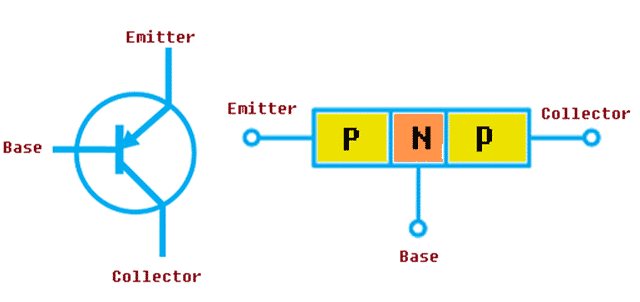 Emitter
Base
Collector
Emitter
P
N
P
Collector
Base